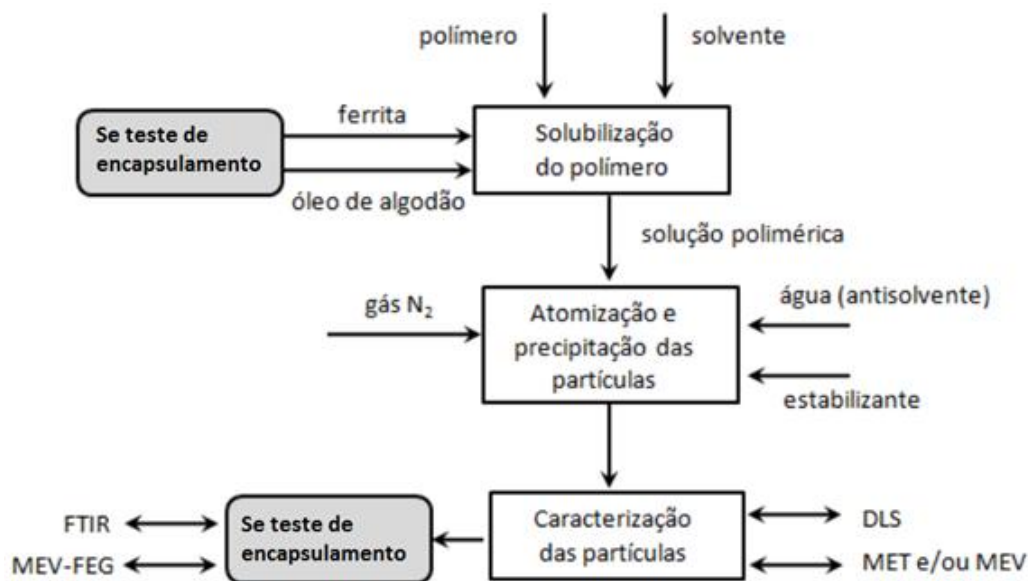 polímero
solvente
Se teste de
encapsulamento
ferrita
óleo de algodão
Solubilização
do polímero
solução polimérica
gás N₂
Atomização e
precipitação das
partículas
água (antisolvente)
estabilizante
FTIR
MEV-FEG
Se teste de
encapsulamento
Caracterização
das partículas
DLS
MET e/ou MEV